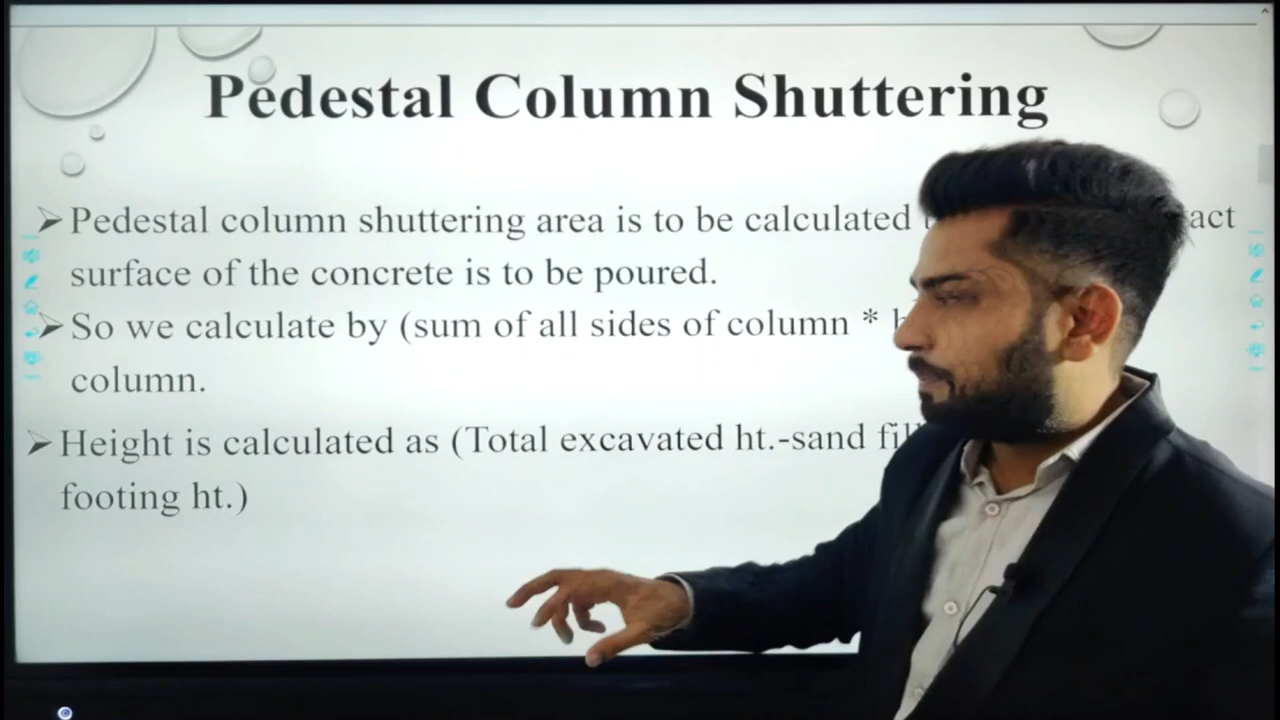 Pedestal Column Shuttering
Pedestal column shuttering area is to be calculated
surface of the concrete is to be poured.
So we calculate by (sum of all sides of column *
column.
Height is calculated as (Total excavated ht.-sand
footing ht.)